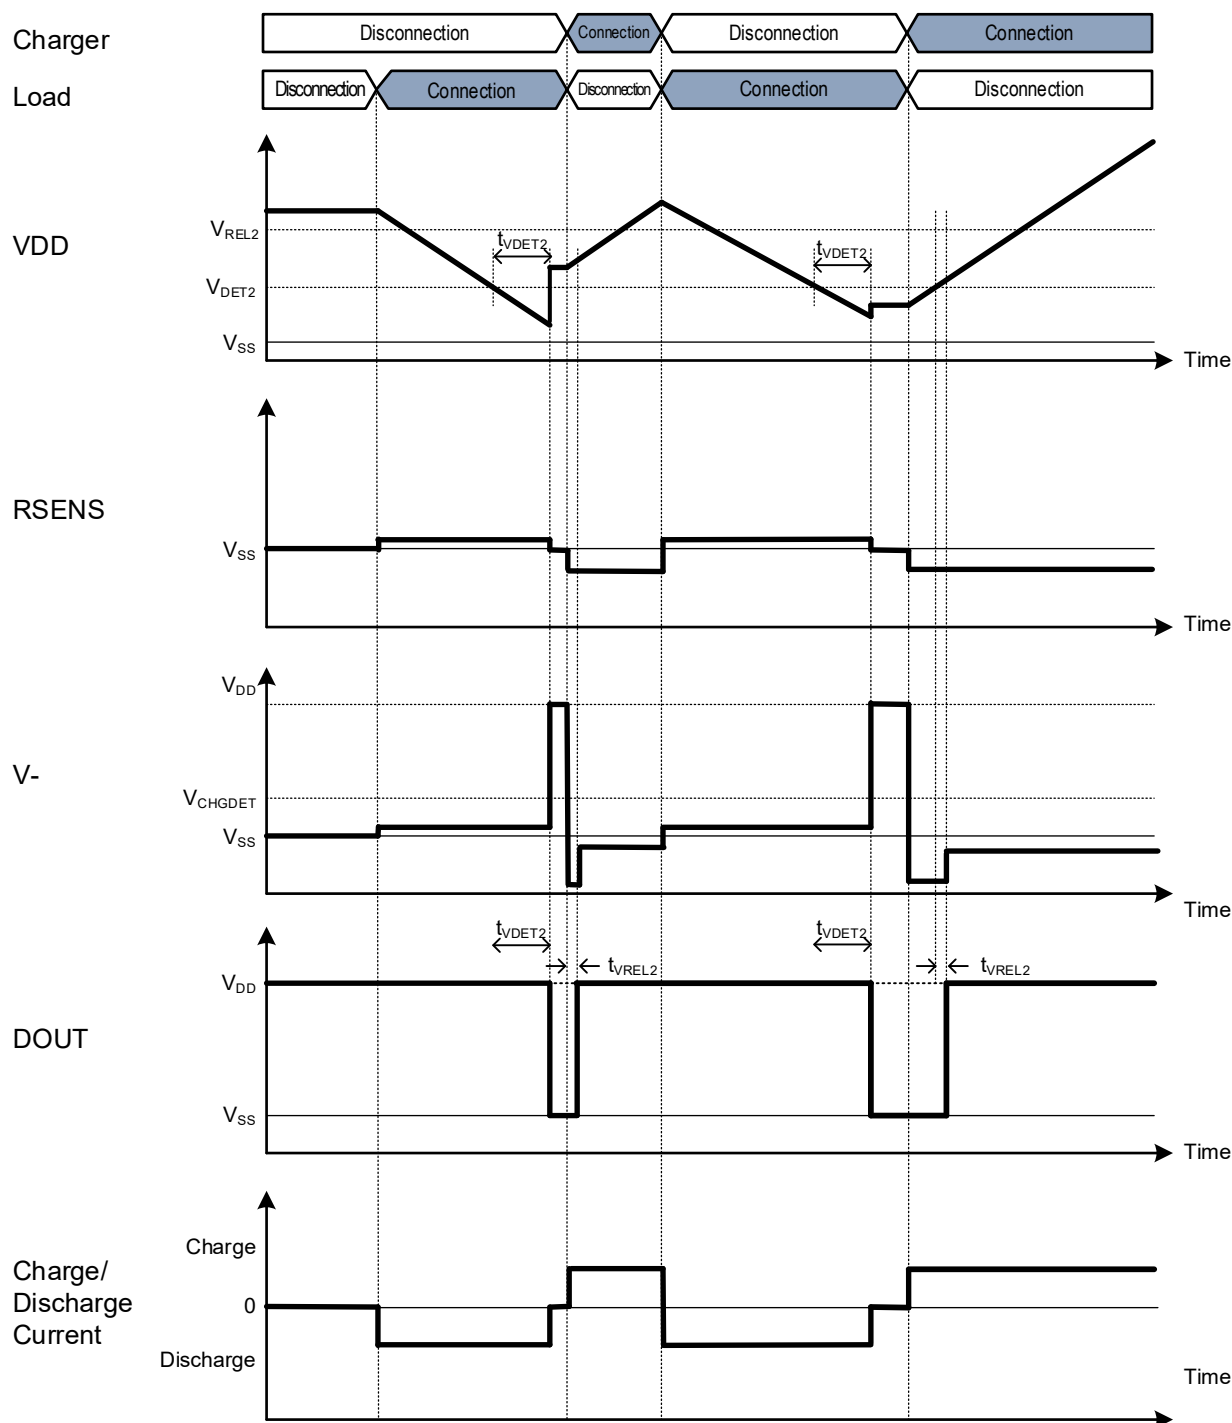 Charger
Disconnection
Connection
Disconnection
Connection
Load
Disconnection
Connection
Disconnection
Connection
Disconnection
VDD
VREL2
tVDET2
tVDET2
VDET2
VSS
Time
RSENS
VSS
Time
V-
VDD
VCHGDET
VSS
Time
tVDET2
tVDET2
tVREL2
tVREL2
DOUT
VDD
VSS
Time
Charge/
Discharge
Current
Charge
0
Discharge
Time